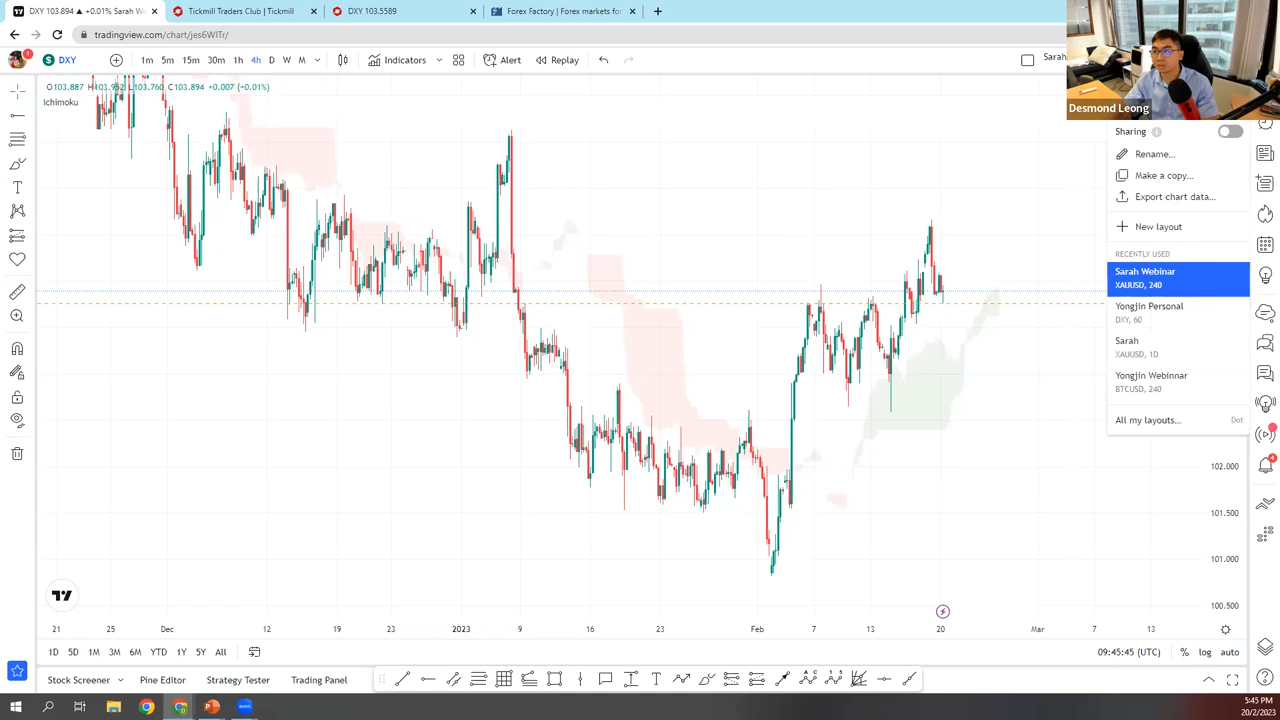 DXY 103.894 ▲ +0.01% Sarah We
Tickmill Traders Club | Tickmill
DXY 103.5589
Forex Factory | Forex markets for
tradingview.com/chart/jes6WITr/
1
DXY
1m 5m 15m 30m 1h 4h D W M
Indicators
Alert
Replay
Sarah
Desmond Leong
O103.887 H103.952 L103.760 C103.894 +0.007 (+0.01%)
Ichimoku
Sharing
Rename...
Make a copy...
Export chart data...
New layout
RECENTLY USED
Sarah Webinar
XAUUSD, 240
Yongjin Personal
DXY, 60
Sarah
XAUUSD, 1D
Yongjin Webinnar
BTCUSD, 240
All my layouts...
Dot
4
102.000
101.500
101.000
100.500
21 25 Dec 12 19 23 2023 9 16 23 Feb 7 13 20 Mar 7 13
1D 5D 1M 3M 6M YTD 1Y 5Y All
09:45:45 (UTC)
% log auto
Stock Screener
Pine Editor
Strategy Tester
Trading Panel
zoom
5:45 PM
20/2/2023